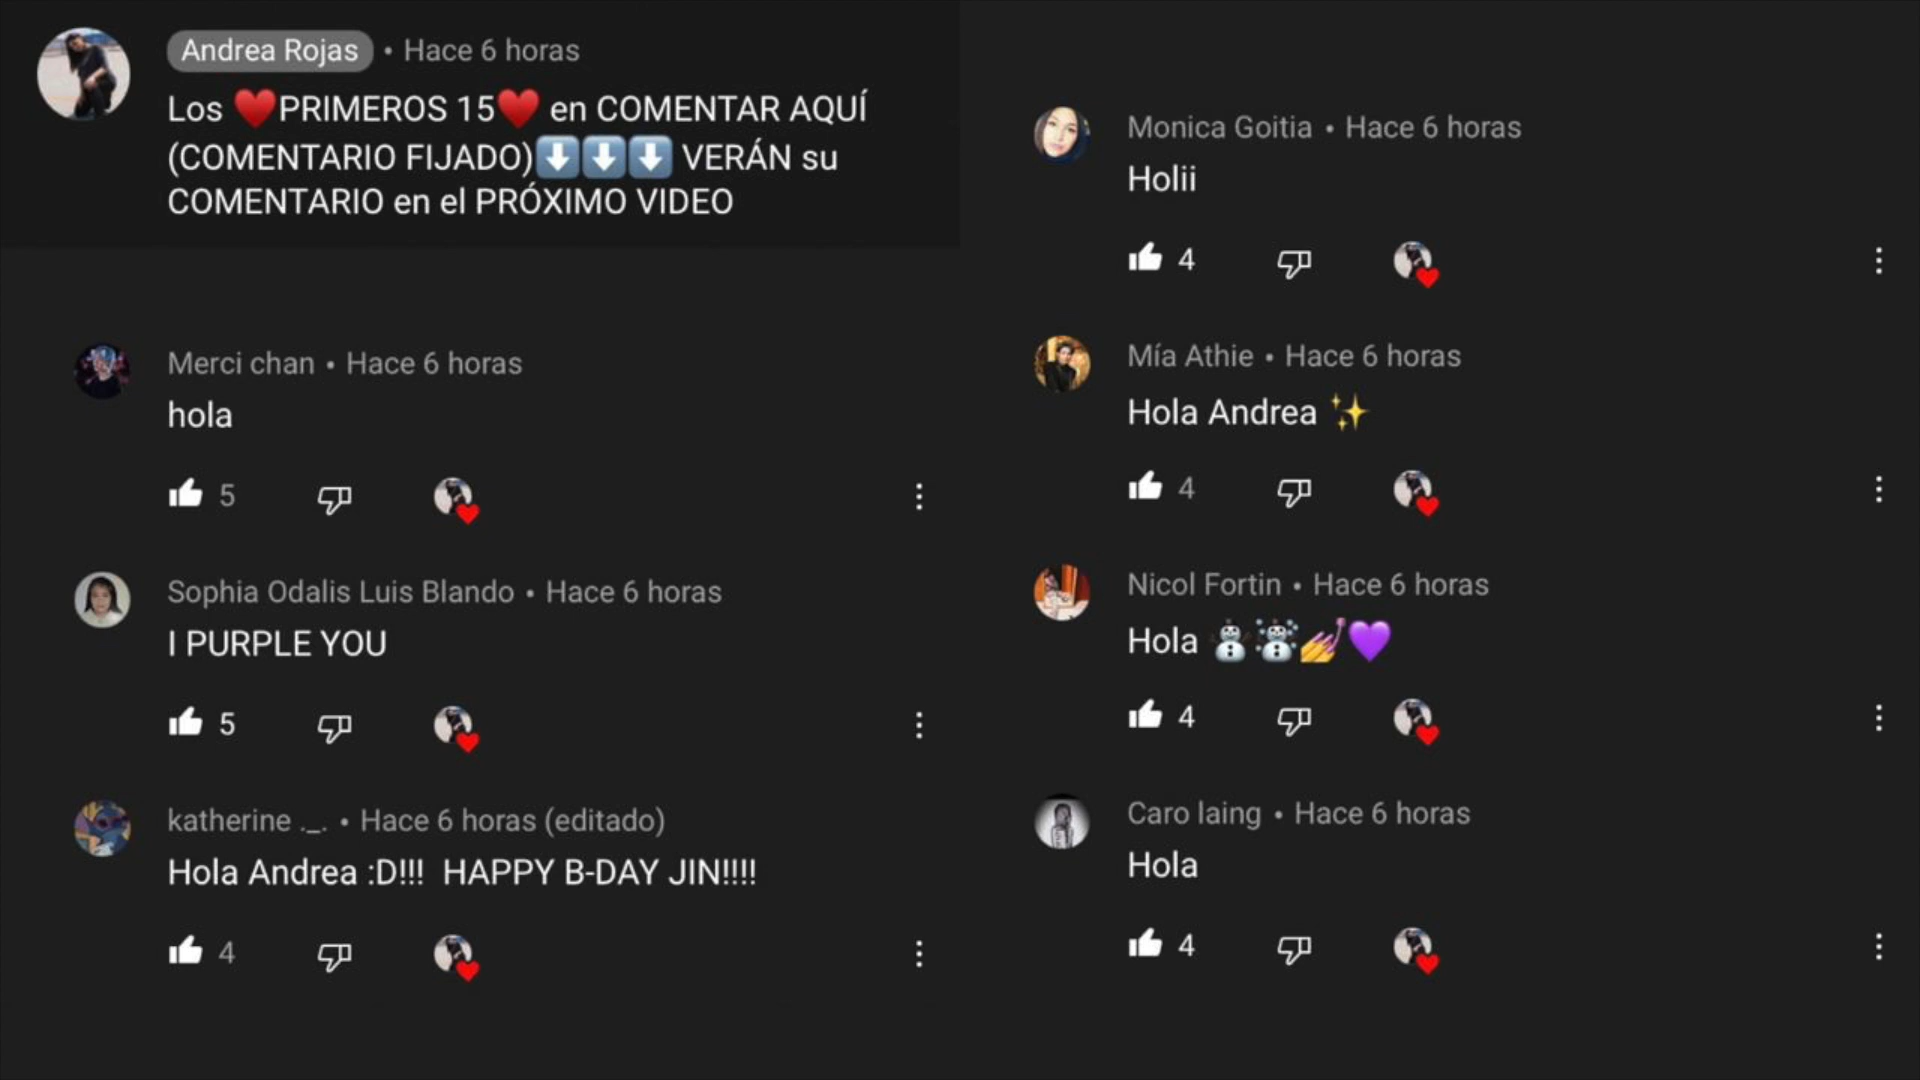 Andrea Rojas • Hace 6 horas
Los ❤️PRIMEROS 15❤️ en COMENTAR AQUÍ
(COMENTARIO FIJADO)⬇️⬇️⬇️ VERÁN su
COMENTARIO en el PRÓXIMO VIDEO
Merci chan • Hace 6 horas
hola
5
Sophia Odalis Luis Blando • Hace 6 horas
I PURPLE YOU
5
katherine ._. • Hace 6 horas (editado)
Hola Andrea :D!!! HAPPY B-DAY JIN!!!!
4
Monica Goitia • Hace 6 horas
Holii
4
Mía Athie • Hace 6 horas
Hola Andrea ✨
4
Nicol Fortin • Hace 6 horas
Hola ⛄☃️💅💜
4
Caro laing • Hace 6 horas
Hola
4